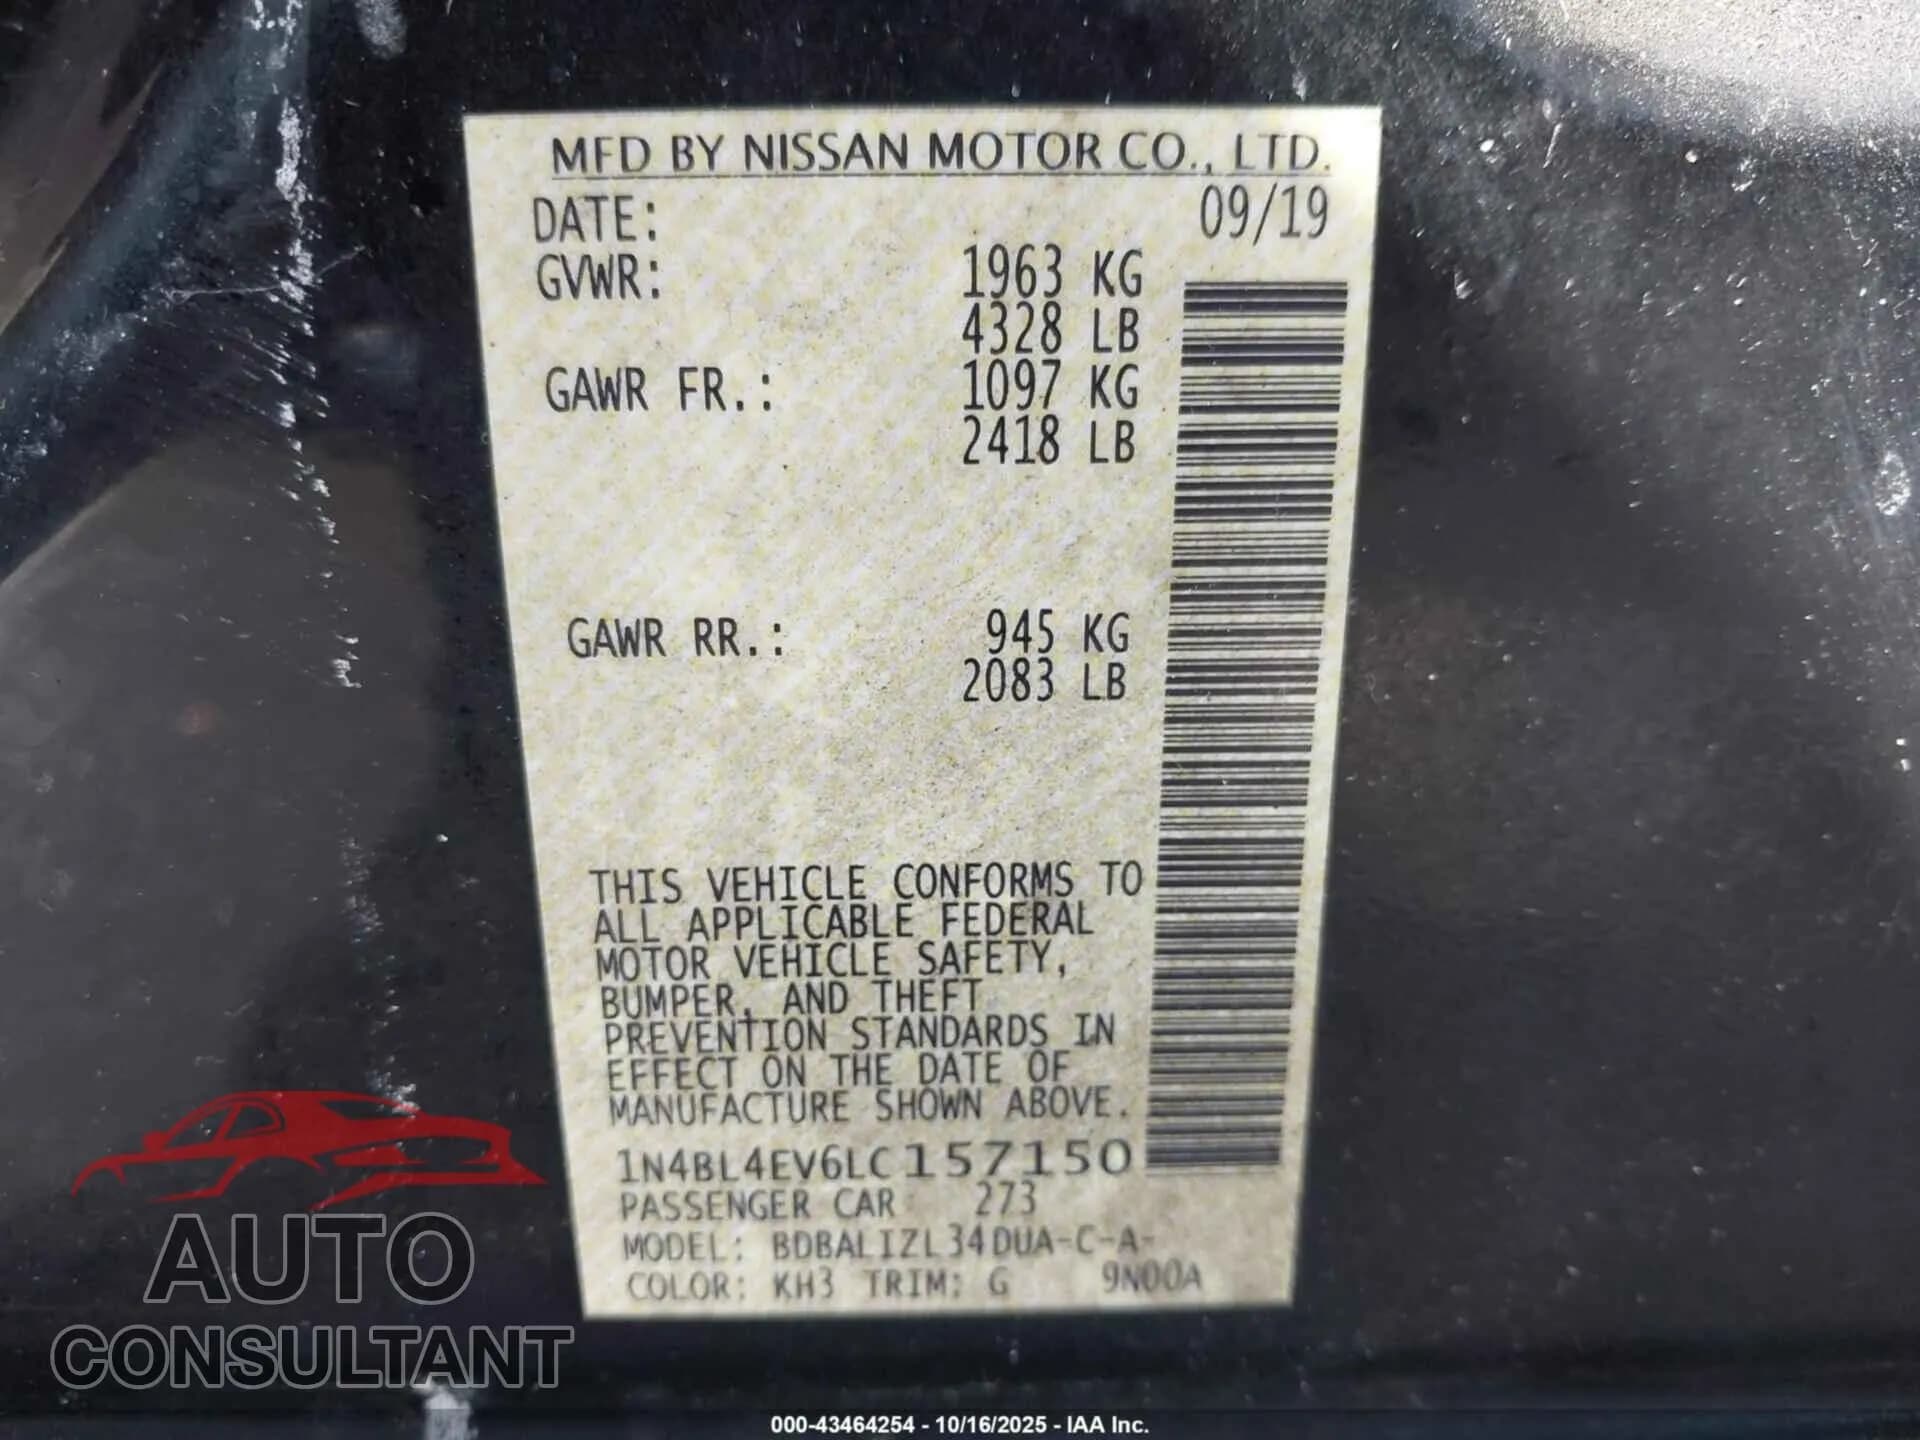 MFD BY NISSAN MOTOR CO., LTD.
DATE: 09/19
GVWR: 1963 KG
4328 LB
GAWR FR.: 1097 KG
2418 LB
GAWR RR.: 945 KG
2083 LB
THIS VEHICLE CONFORMS TO
ALL APPLICABLE FEDERAL
MOTOR VEHICLE SAFETY,
BUMPER, AND THEFT
PREVENTION STANDARDS IN
EFFECT ON THE DATE OF
MANUFACTURE SHOWN ABOVE.
1N4BL4EV6LC157150
PASSENGER CAR 273
MODEL: BDBALIZL34DUA-C-A-
COLOR: KH3 TRIM: G 9N00A
AUTO
CONSULTANT
000-43464254 - 10/16/2025 - IAA Inc.